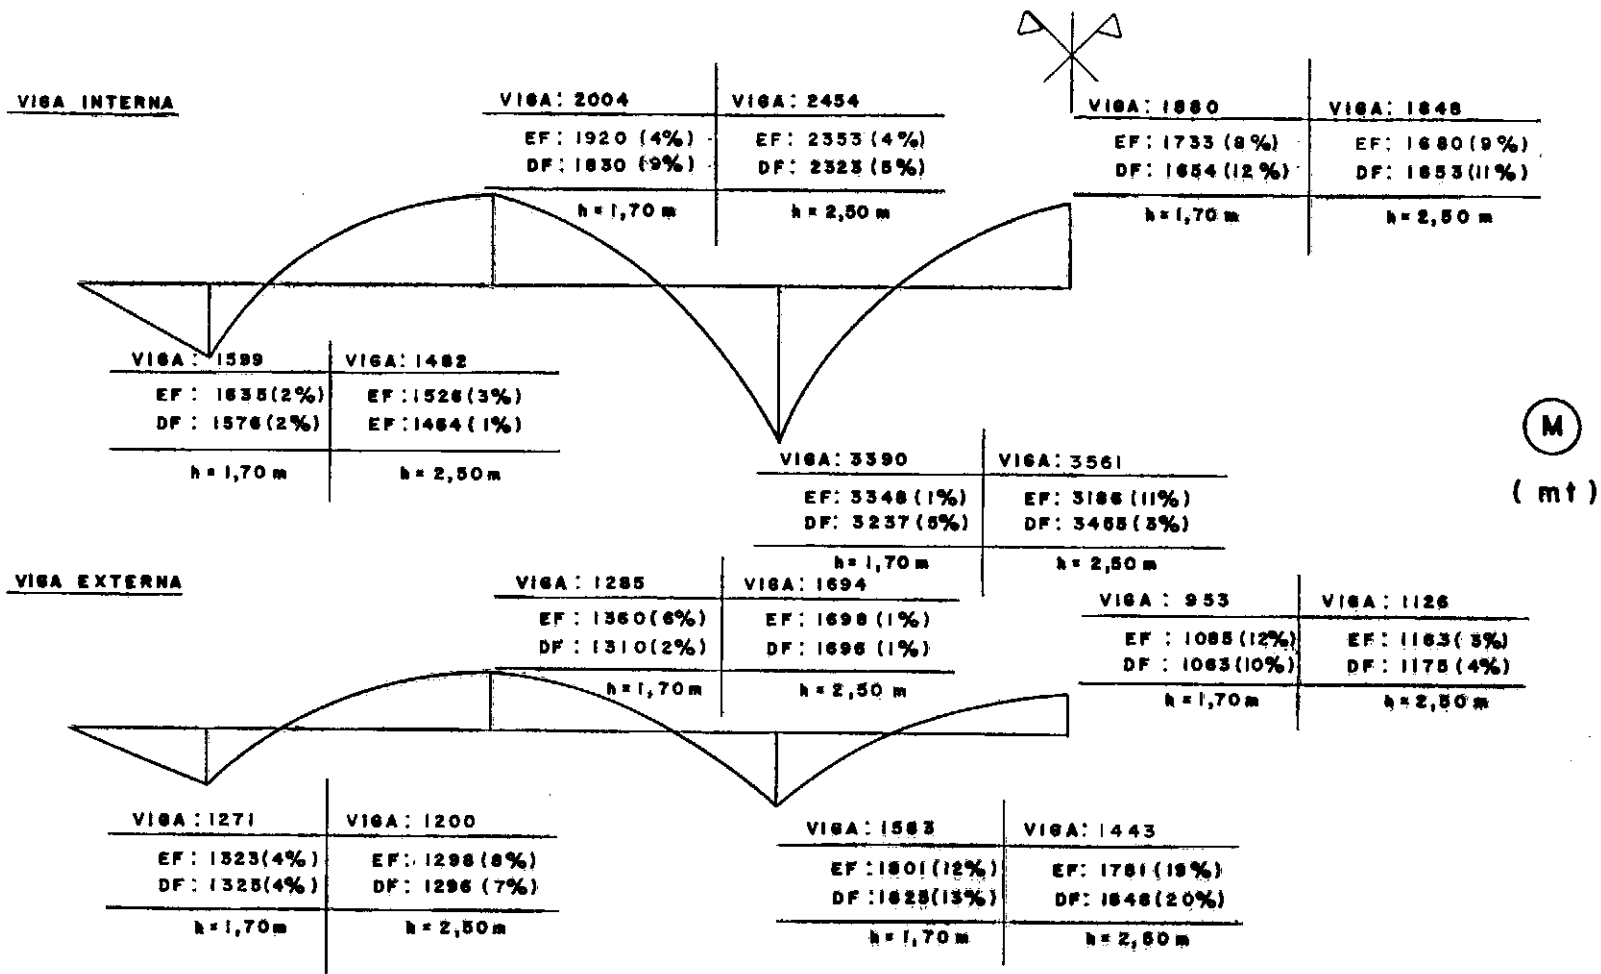 VIGA INTERNA
VIGA: 2004 VIGA: 2454
EF: 1920 (4%) EF: 2353 (4%)
DF: 1830 (9%) DF: 2323 (5%)
h = 1,70 m h = 2,50 m
VIGA: 1880 VIGA: 1848
EF: 1733 (8%) EF: 1680 (9%)
DF: 1654 (12%) DF: 1653 (11%)
h = 1,70 m h = 2,50 m
VIGA: 1599 VIGA: 1482
EF: 1635 (2%) EF: 1526 (3%)
DF: 1576 (2%) EF: 1464 (1%)
h = 1,70 m h = 2,50 m
VIGA: 3390 VIGA: 3561
EF: 3348 (1%) EF: 3186 (11%)
DF: 3237 (5%) DF: 3455 (3%)
h = 1,70 m h = 2,50 m
M
( mt )
VIGA EXTERNA
VIGA: 1285 VIGA: 1694
EF: 1360 (6%) EF: 1698 (1%)
DF: 1310 (2%) DF: 1696 (1%)
h = 1,70 m h = 2,50 m
VIGA: 953 VIGA: 1126
EF: 1085 (12%) EF: 1163 (3%)
DF: 1063 (10%) DF: 1175 (4%)
h = 1,70 m h = 2,50 m
VIGA: 1271 VIGA: 1200
EF: 1323 (4%) EF: 1298 (8%)
DF: 1325 (4%) DF: 1296 (7%)
h = 1,70 m h = 2,50 m
VIGA: 1583 VIGA: 1443
EF: 1801 (12%) EF: (19%)
DF: (13%) DF: (20%)
h = 1,70 m h = 2,50 m